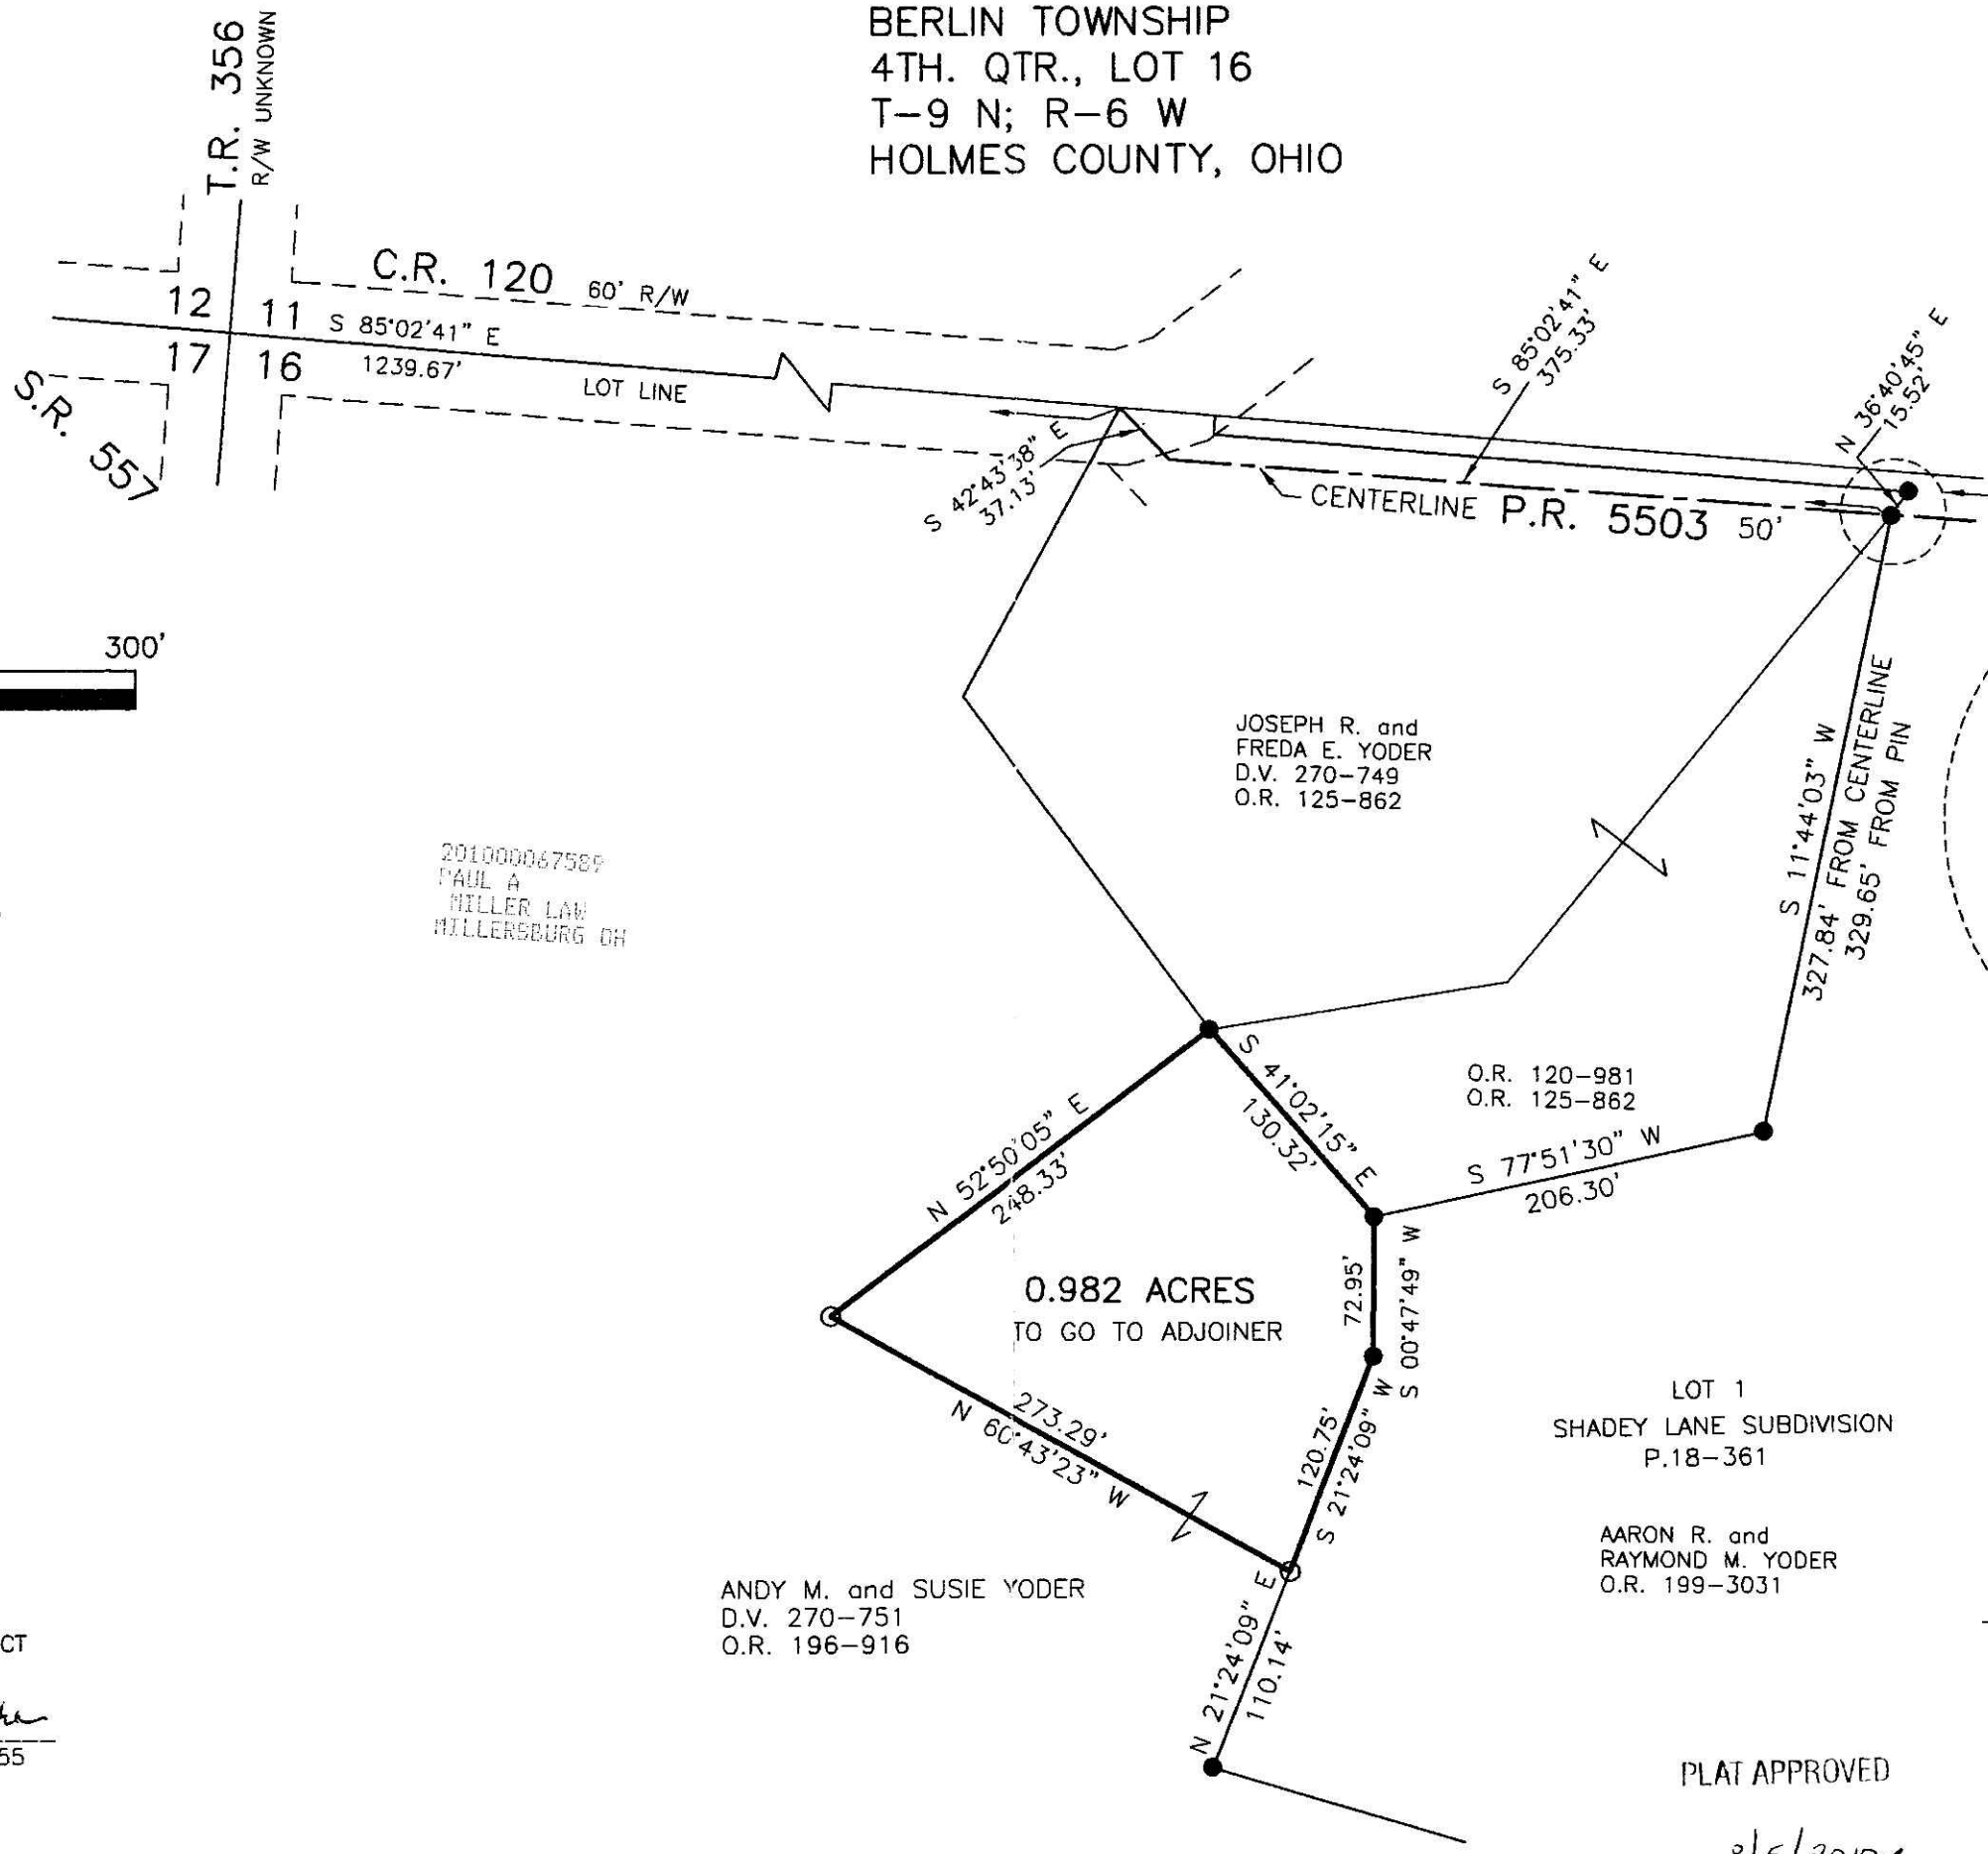 BERLIN TOWNSHIP
4TH. QTR., LOT 16
T-9 N; R-6 W
HOLMES COUNTY, OHIO
T.R. 356
R/W UNKNOWN
C.R. 120 60' R/W
12 11
17 16
S 85°02'41" E
1239.67'
LOT LINE
S.R. 557
S 85°02'41" E
375.33'
N 36°40'45" E
15.52'
S 42°43'38" E
37.13'
CENTERLINE P.R. 5503 50'
300'
JOSEPH R. and
FREDA E. YODER
D.V. 270-749
O.R. 125-862
S 11°44'03" W
327.84' FROM CENTERLINE
329.65' FROM PIN
201000067589
PAUL A
MILLER LAW
MILLERSBURG OH
O.R. 120-981
O.R. 125-862
S 41°02'15" E
130.32'
S 77°51'30" W
206.30'
N 52°50'05" E
248.33'
0.982 ACRES
TO GO TO ADJOINER
72.95'
S 00°47'49" W
120.75'
S 21°24'09" W
273.29'
N 60°43'23" W
LOT 1
SHADEY LANE SUBDIVISION
P.18-361
AARON R. and
RAYMOND M. YODER
O.R. 199-3031
ANDY M. and SUSIE YODER
D.V. 270-751
O.R. 196-916
N 21°24'09" E
110.14'
CT
55
PLAT APPROVED